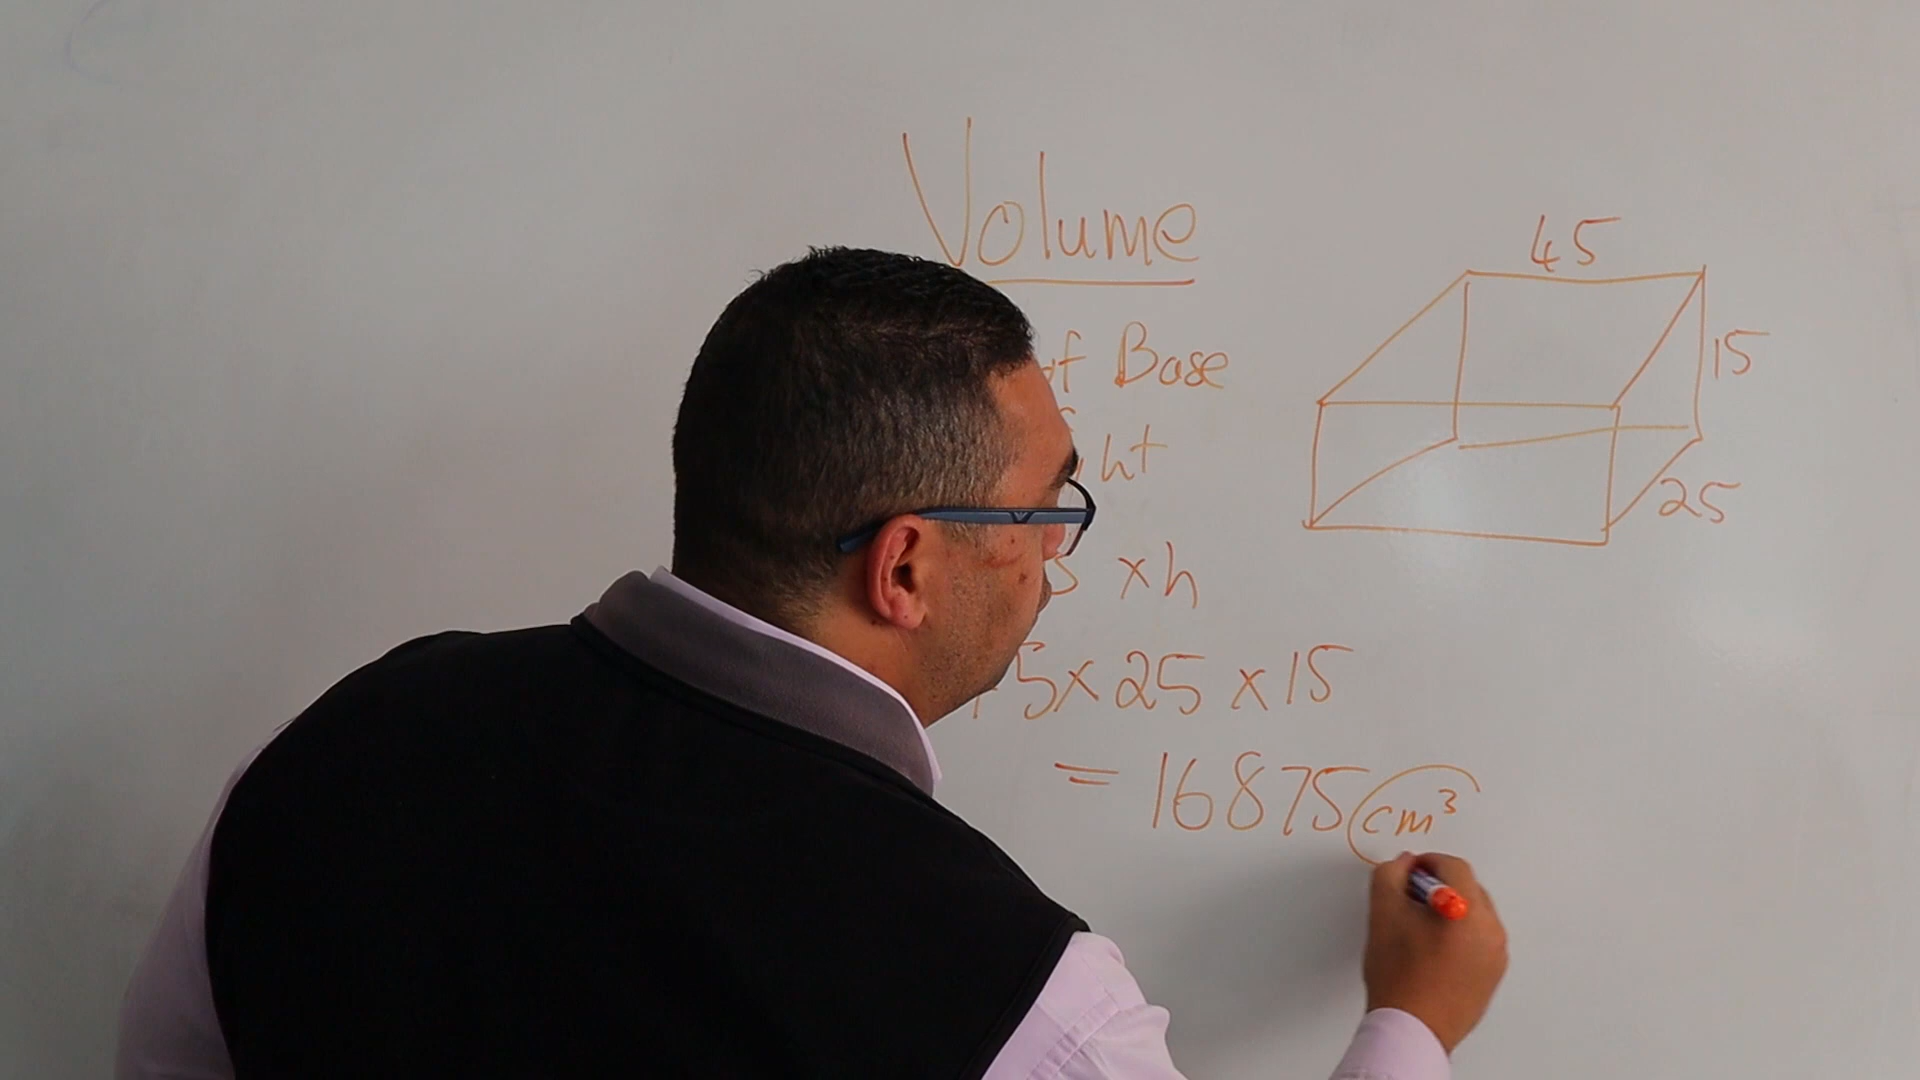 Volume
of Base
ht
× h
5 × 25 × 15
= 16875 cm³
45
15
25